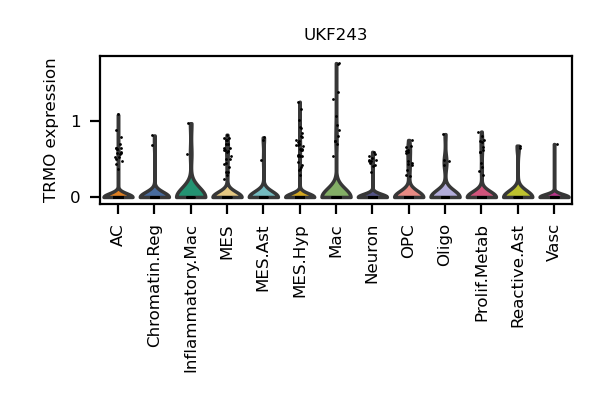 UKF243
TRMO expression
1
0
AC
Chromatin.Reg
Inflammatory.Mac
MES
MES.Ast
MES.Hyp
Mac
Neuron
OPC
Oligo
Prolif.Metab
Reactive.Ast
Vasc